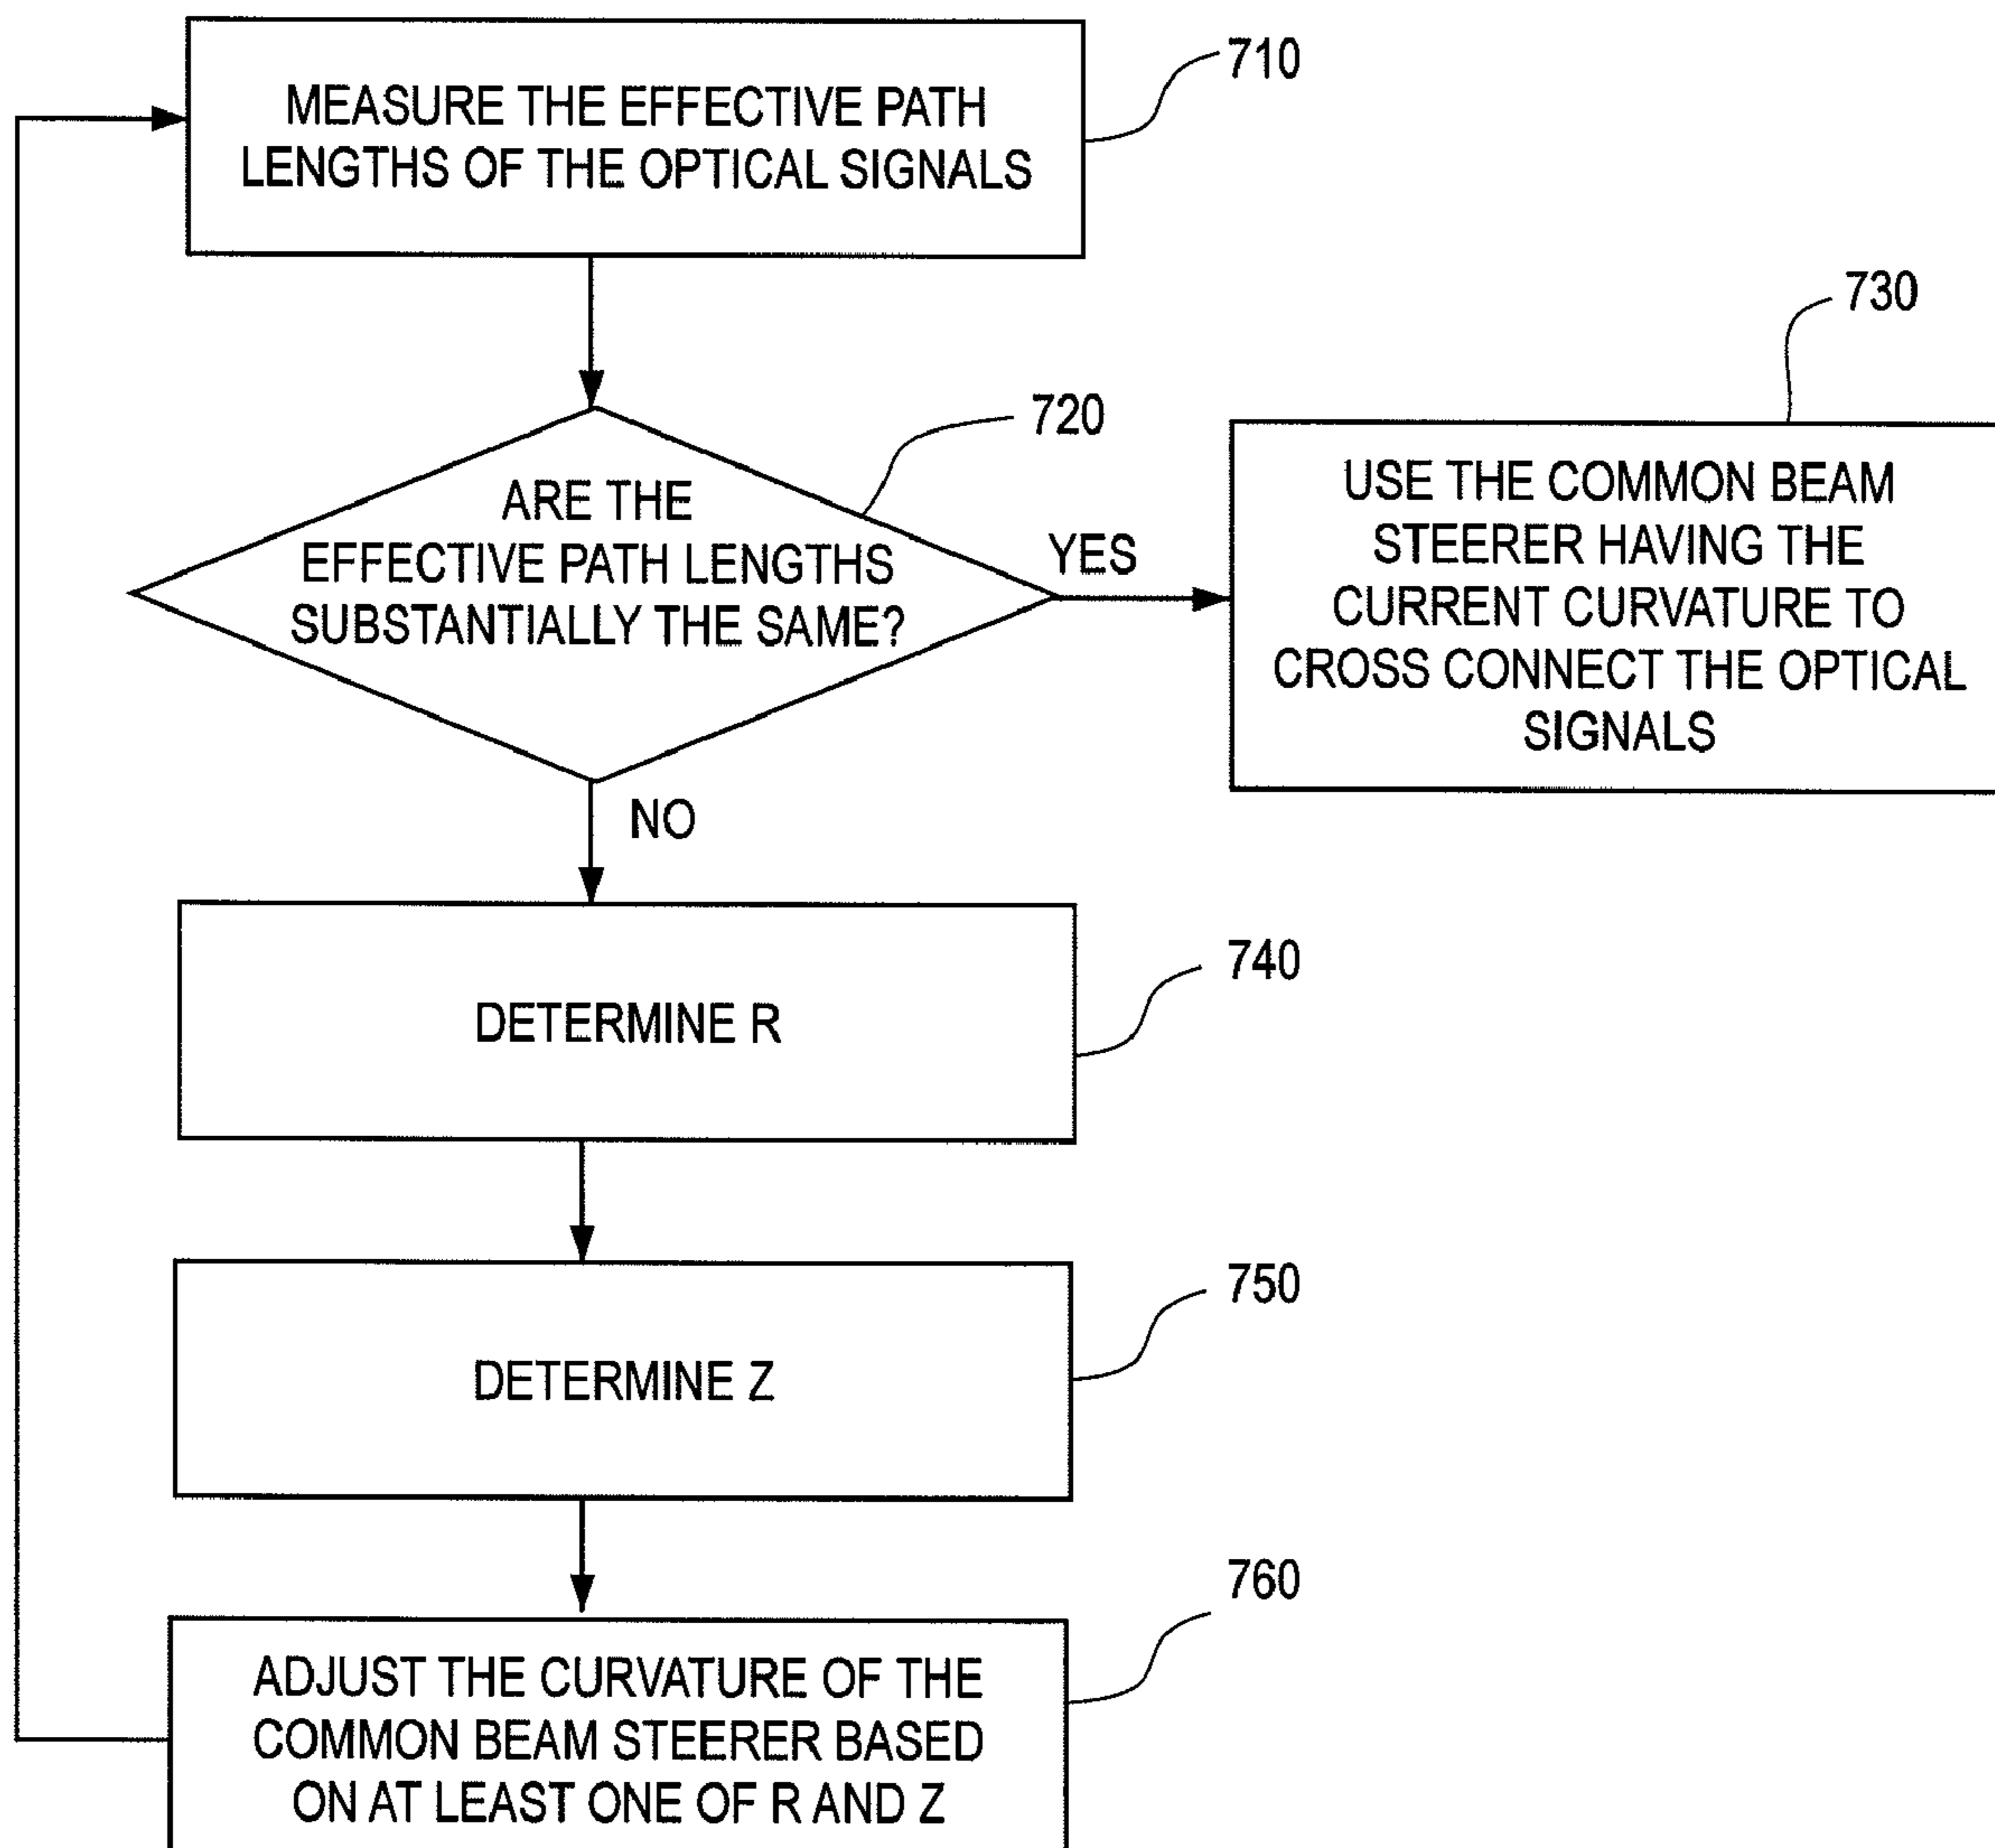 MEASURE THE EFFECTIVE PATH
LENGTHS OF THE OPTICAL SIGNALS
710
ARE THE
EFFECTIVE PATH LENGTHS
SUBSTANTIALLY THE SAME?
720
YES
USE THE COMMON BEAM
STEERER HAVING THE
CURRENT CURVATURE TO
CROSS CONNECT THE OPTICAL
SIGNALS
730
NO
DETERMINE R
740
DETERMINE Z
750
ADJUST THE CURVATURE OF THE
COMMON BEAM STEERER BASED
ON AT LEAST ONE OF R AND Z
760